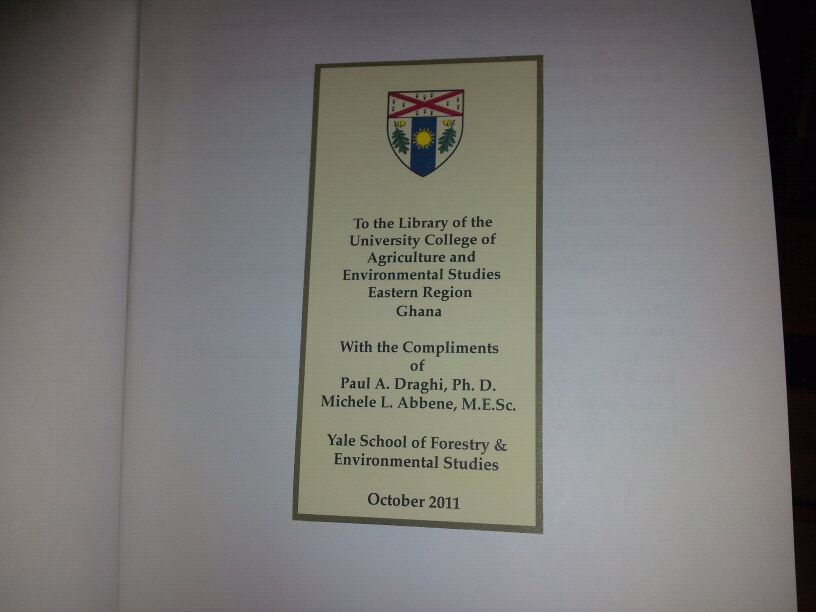 To the Library of the
University College of
Agriculture and
Environmental Studies
Eastern Region
Ghana
With the Compliments
of
Paul A. Draghi, Ph. D.
Michele L. Abbene, M.E.Sc.
Yale School of Forestry &
Environmental Studies
October 2011